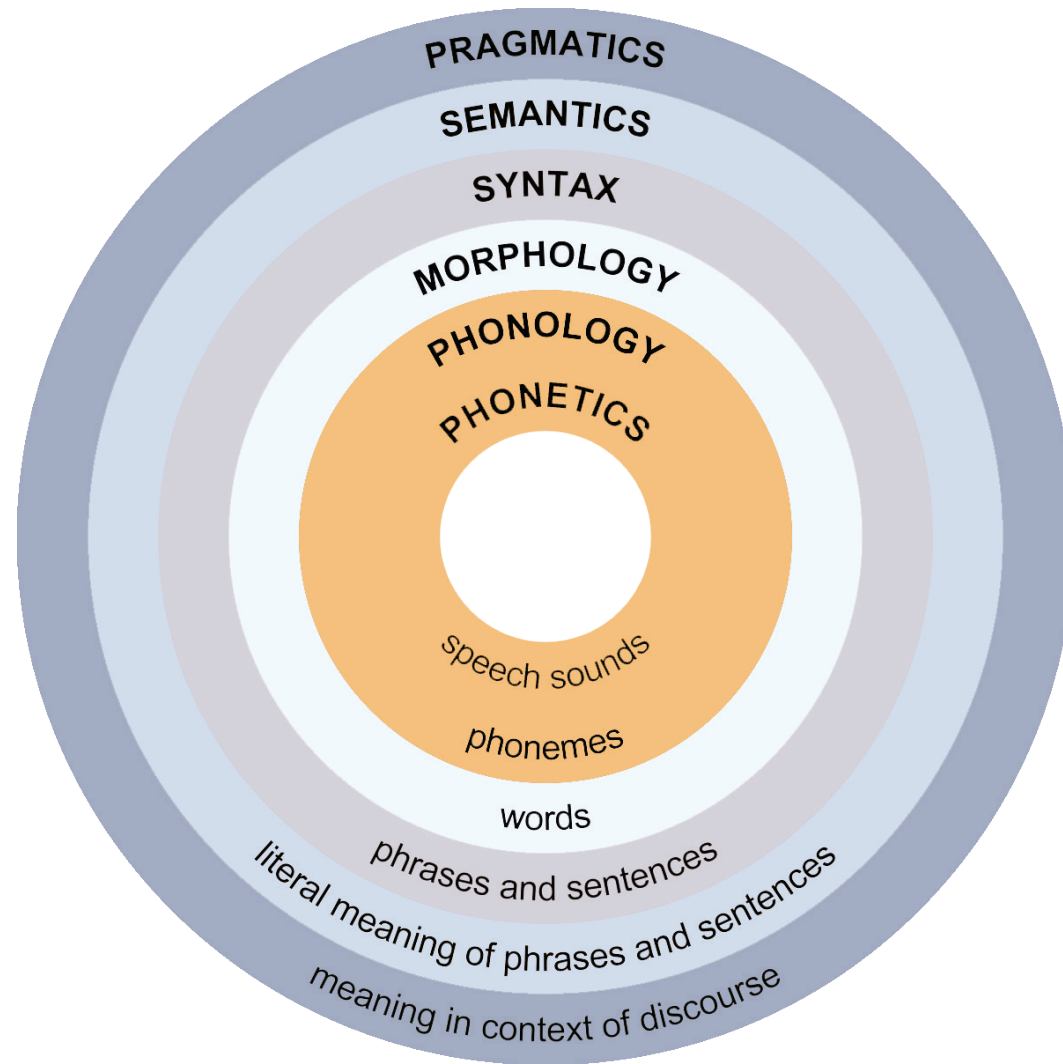 PRAGMATICS
SEMANTICS
SYNTAX
MORPHOLOGY
PHONOLOGY
PHONETICS
speech sounds
phonemes
words
phrases and sentences
literal meaning of phrases and sentences
meaning in context of discourse